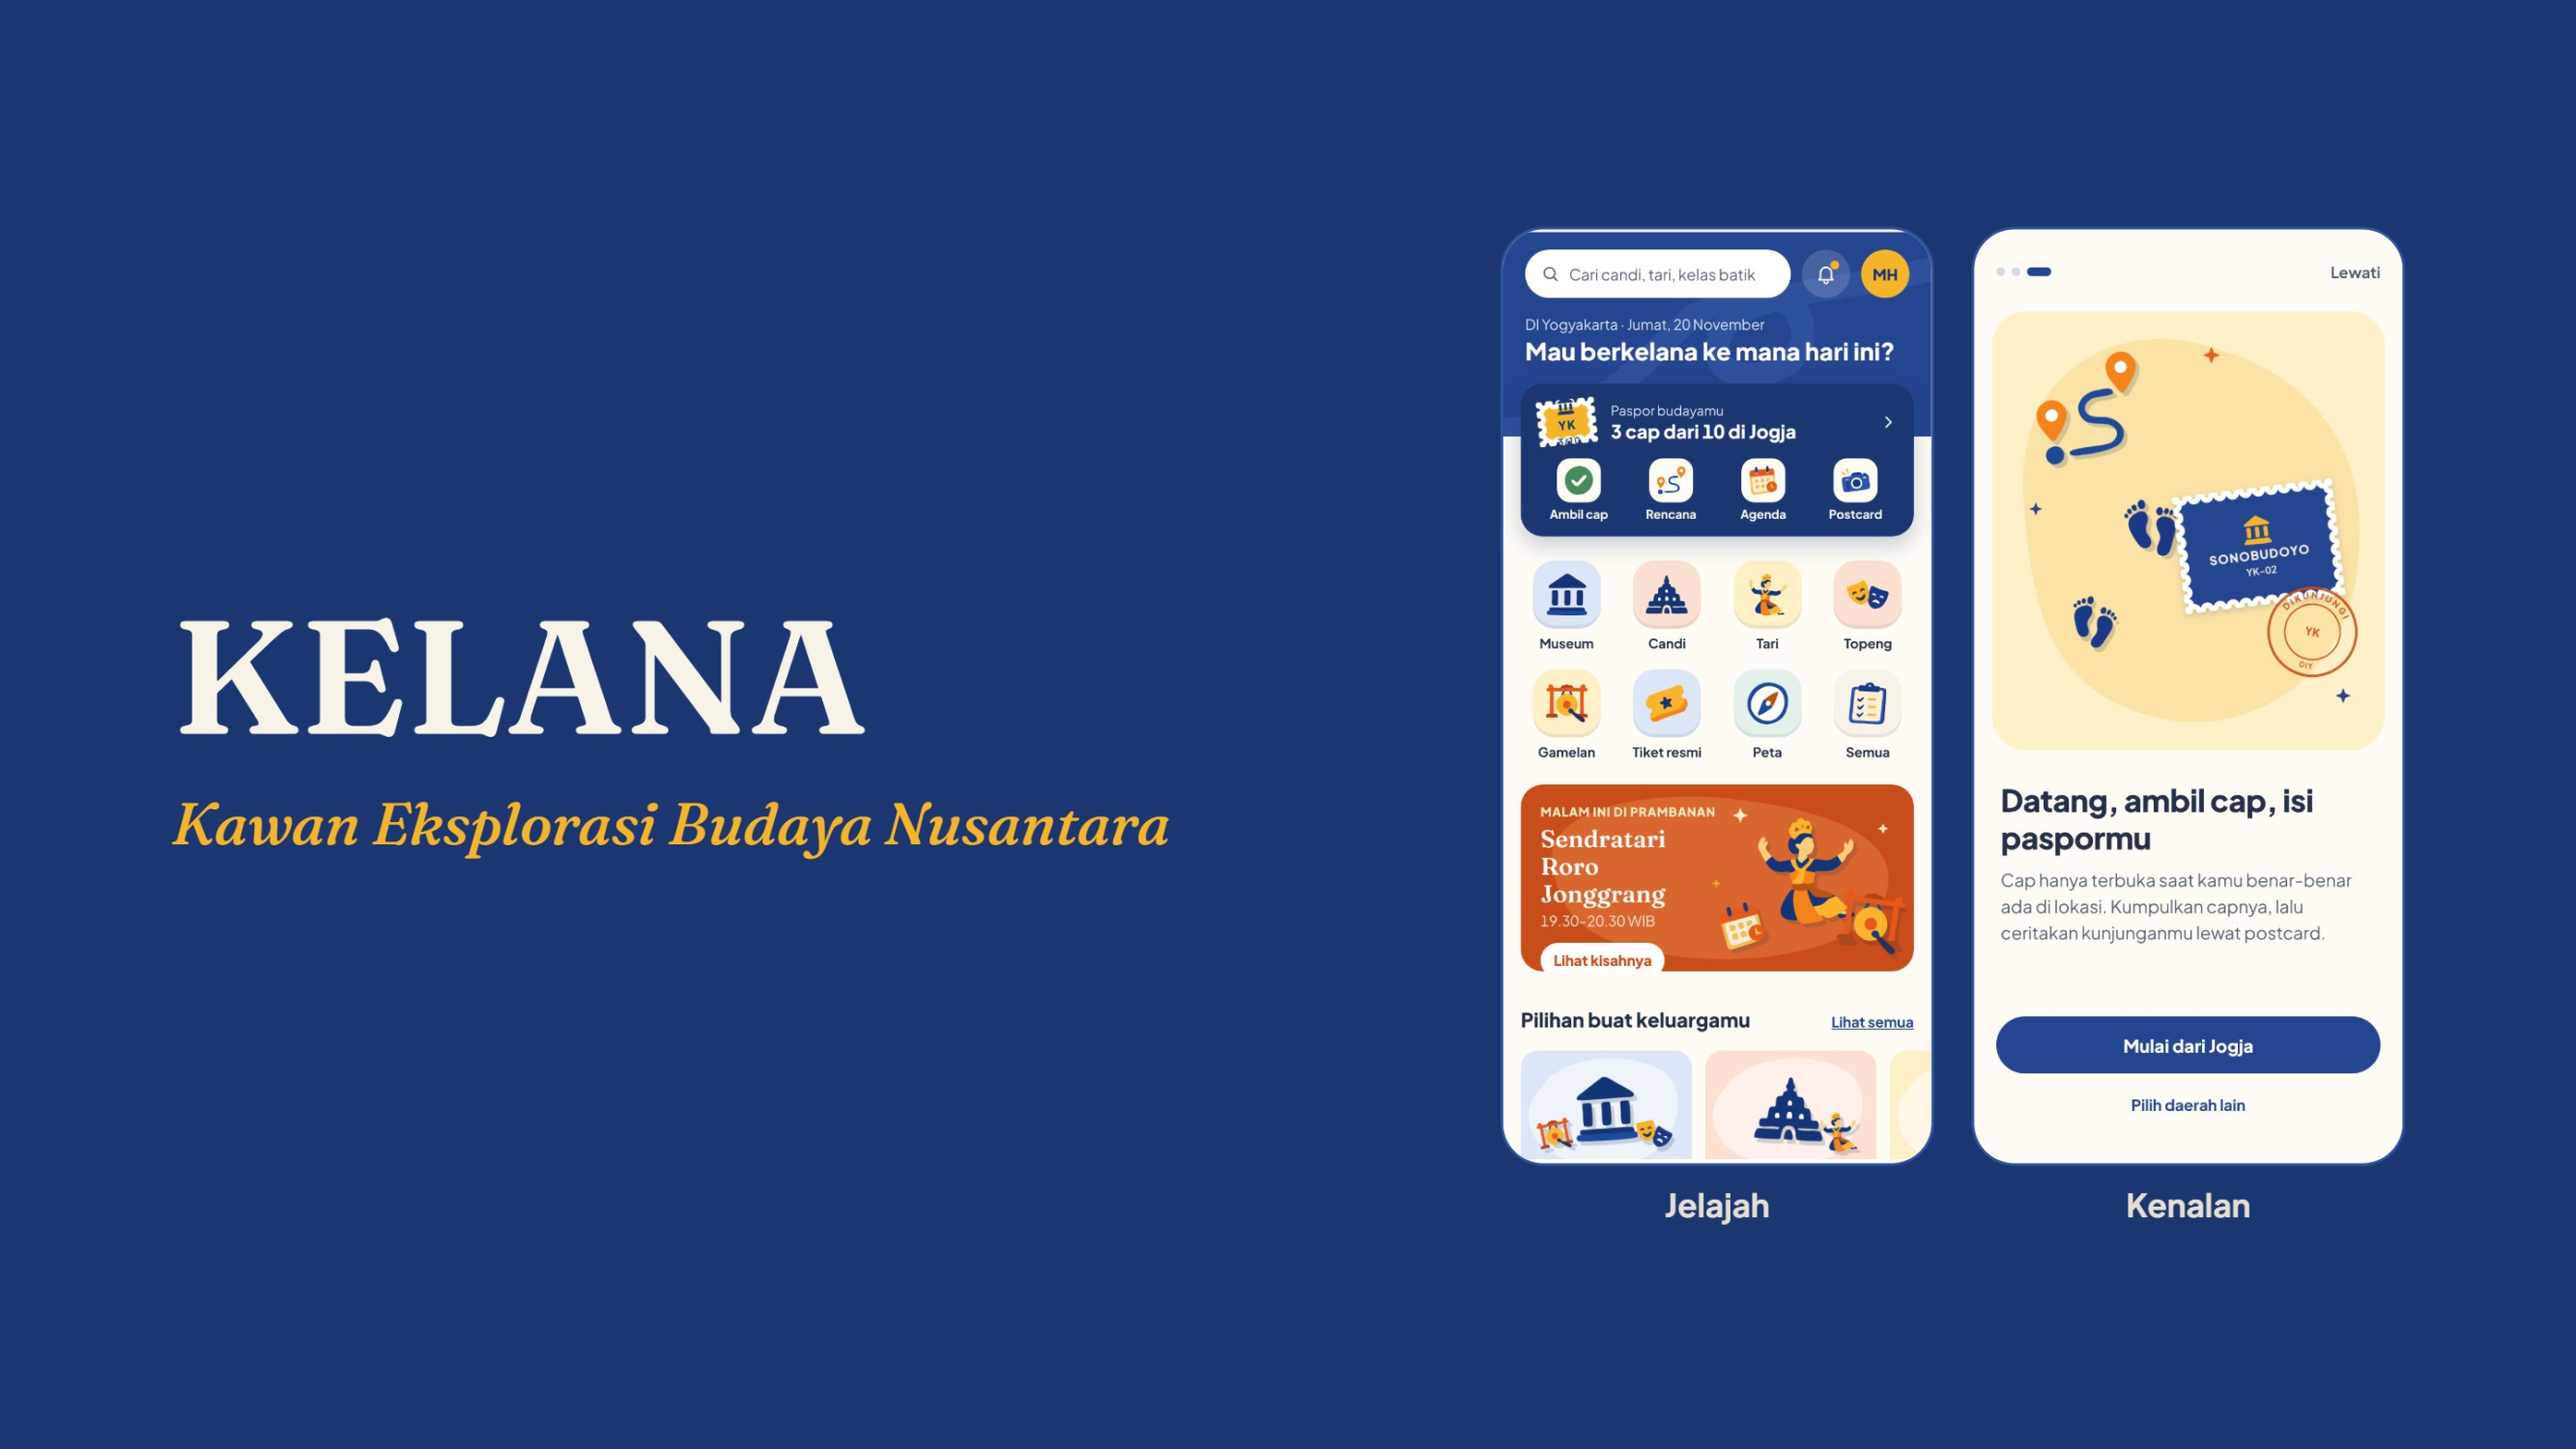 KELANA
Kawan Eksplorasi Budaya Nusantara
Cari candi, tari, kelas batik
MH
DI Yogyakarta · Jumat, 20 November
Mau berkelana ke mana hari ini?
YK
Paspor budayamu
3 cap dari 10 di Jogja
Ambil cap
Rencana
Agenda
Postcard
Museum
Candi
Tari
Topeng
Gamelan
Tiket resmi
Peta
Semua
MALAM INI DI PRAMBANAN
Sendratari
Roro
Jonggrang
19.30–20.30 WIB
Lihat kisahnya
Pilihan buat keluargamu
Lihat semua
Jelajah
Lewati
SONOBUDOYO
YK-02
DIKUNJUNGI
YK
DIY
Datang, ambil cap, isi
paspormu
Cap hanya terbuka saat kamu benar-benar
ada di lokasi. Kumpulkan capnya, lalu
ceritakan kunjunganmu lewat postcard.
Mulai dari Jogja
Pilih daerah lain
Kenalan